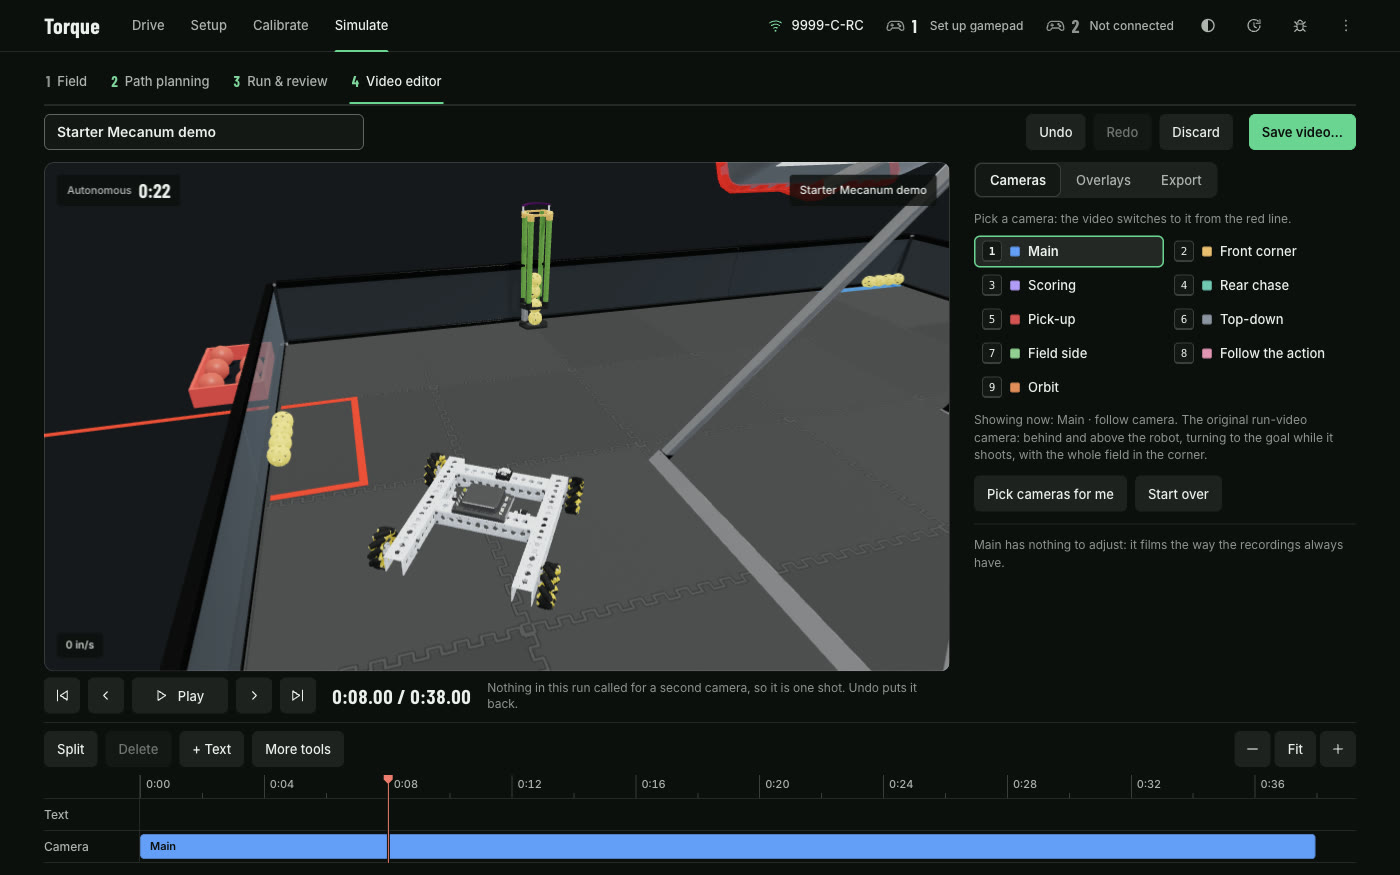 Torque Drive Setup Calibrate Simulate 9999-C-RC 1 Set up gamepad 2 Not connected
1 Field 2 Path planning 3 Run & review 4 Video editor
Starter Mecanum demo Undo Redo Discard Save video...
Autonomous 0:22 Starter Mecanum demo
0 in/s
Cameras Overlays Export
Pick a camera: the video switches to it from the red line.
1 Main 2 Front corner
3 Scoring 4 Rear chase
5 Pick-up 6 Top-down
7 Field side 8 Follow the action
9 Orbit
Showing now: Main · follow camera. The original run-video
camera: behind and above the robot, turning to the goal while it
shoots, with the whole field in the corner.
Pick cameras for me Start over
Main has nothing to adjust: it films the way the recordings always
have.
Play 0:08.00 / 0:38.00 Nothing in this run called for a second camera, so it is one shot. Undo puts it
back.
Split Delete + Text More tools Fit
0:00 0:04 0:08 0:12 0:16 0:20 0:24 0:28 0:32 0:36
Text
Camera Main